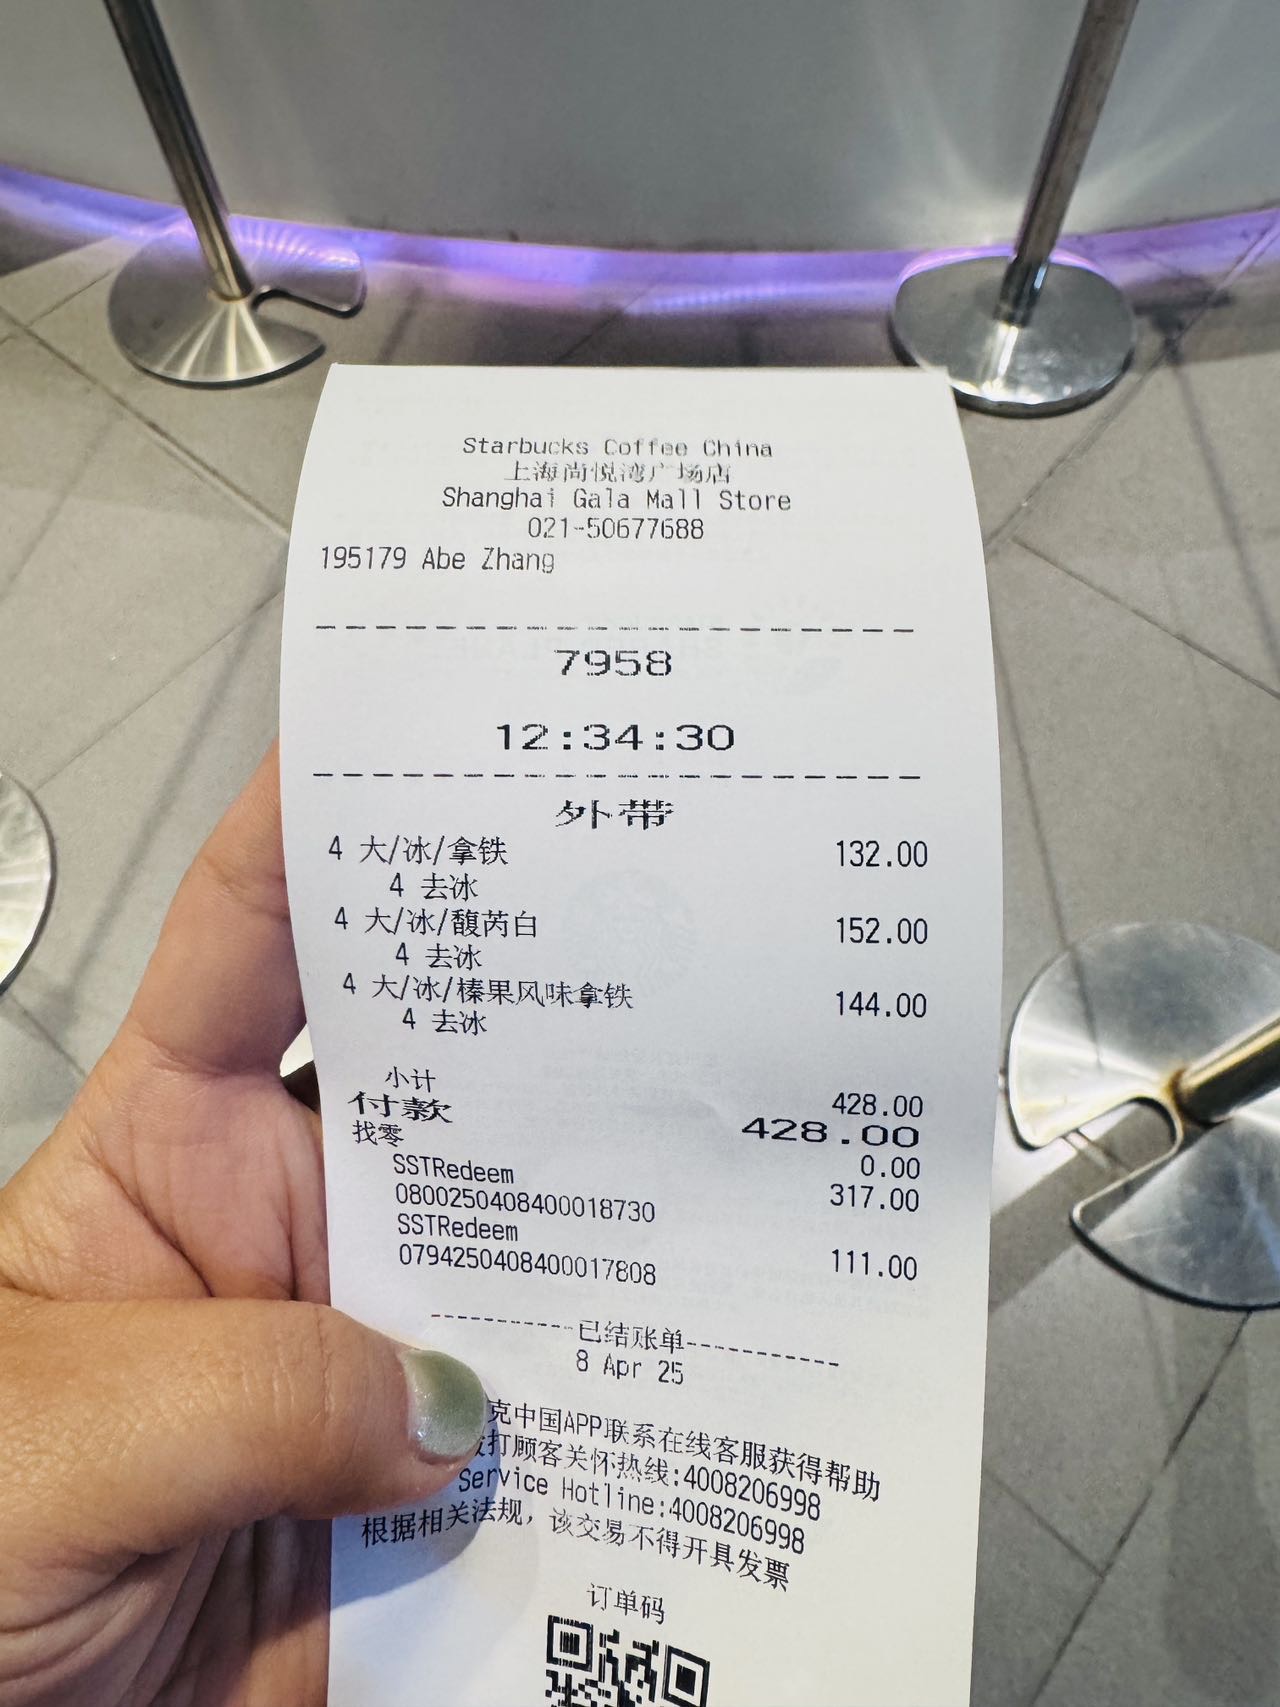 Starbucks Coffee China
上海尚悦湾广场店
Shanghai Gala Mall Store
021-50677688
195179 Abe Zhang
7958
12:34:30
外带
4 大/冰/拿铁 132.00
4 去冰
4 大/冰/馥芮白 152.00
4 去冰
4 大/冰/榛果风味拿铁 144.00
4 去冰
小计 428.00
付款 428.00
找零 0.00
SSTRedeem 317.00
0800250408400018730
SSTRedeem 111.00
0794250408400017808
-----------已结账单------------
8 Apr 25
克中国APP联系在线客服获得帮助
打顾客关怀热线:4008206998
Service Hotline:4008206998
根据相关法规，该交易不得开具发票
订单码